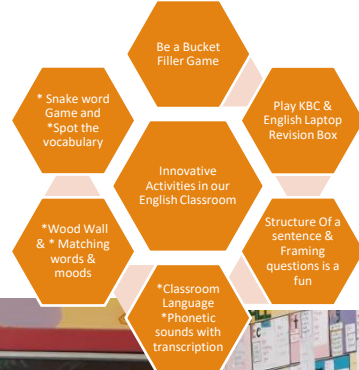 Be a Bucket
Filler Game
Play KBC &
English Laptop
Revision Box
Structure Of a
sentence &
Framing
questions is a
fun
*Classroom
Language
*Phonetic
sounds with
transcription
*Wood Wall
& * Matching
words &
moods
* Snake word
Game and
*Spot the
vocabulary
Innovative
Activities in our
English Classroom